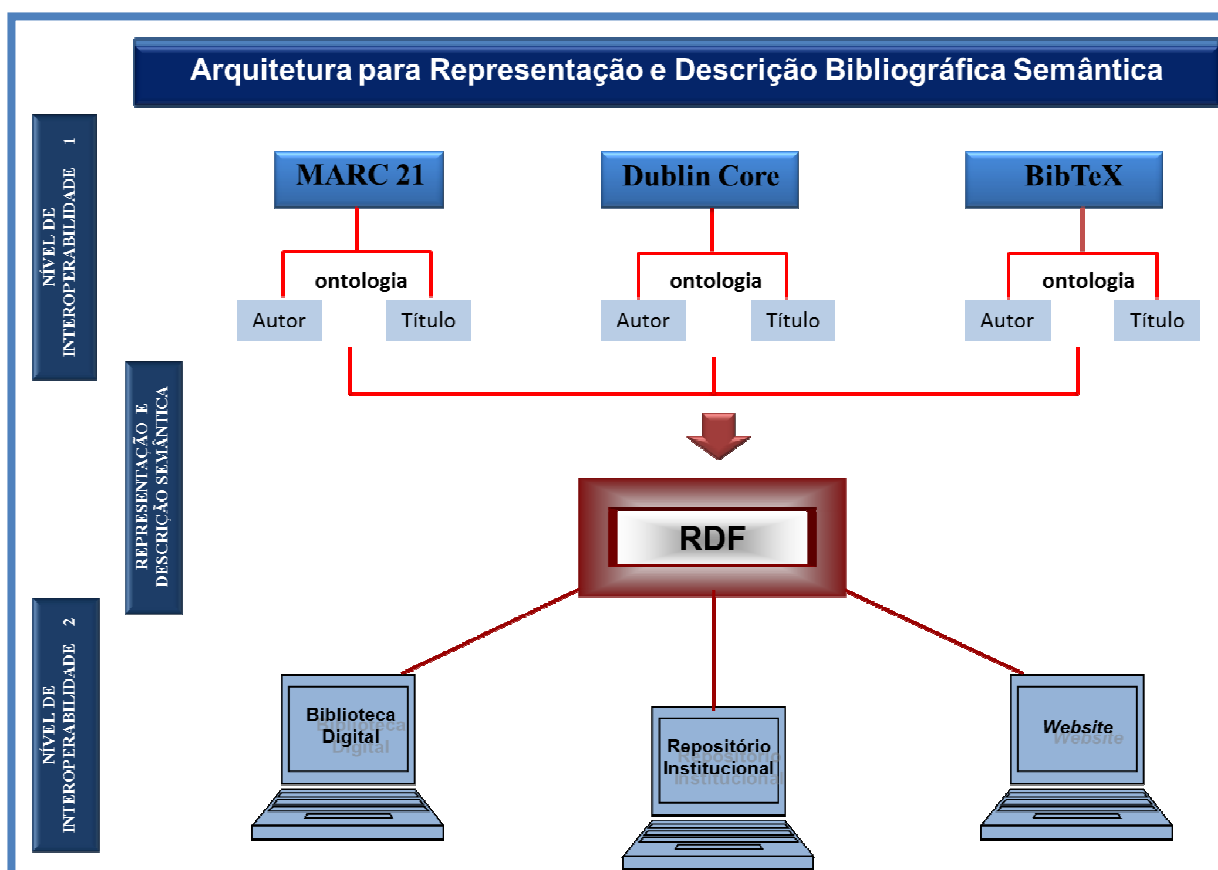 Arquitetura para Representação e Descrição Bibliográfica Semântica
NÍVEL DE
INTEROPERABILIDADE 1
MARC 21
Dublin Core
BibTeX
ontologia
ontologia
ontologia
Autor
Título
Autor
Título
Autor
Título
REPRESENTAÇÃO E
DESCRIÇÃO SEMÂNTICA
RDF
NÍVEL DE
INTEROPERABILIDADE 2
Biblioteca
Digital
Repositório
Institucional
Website